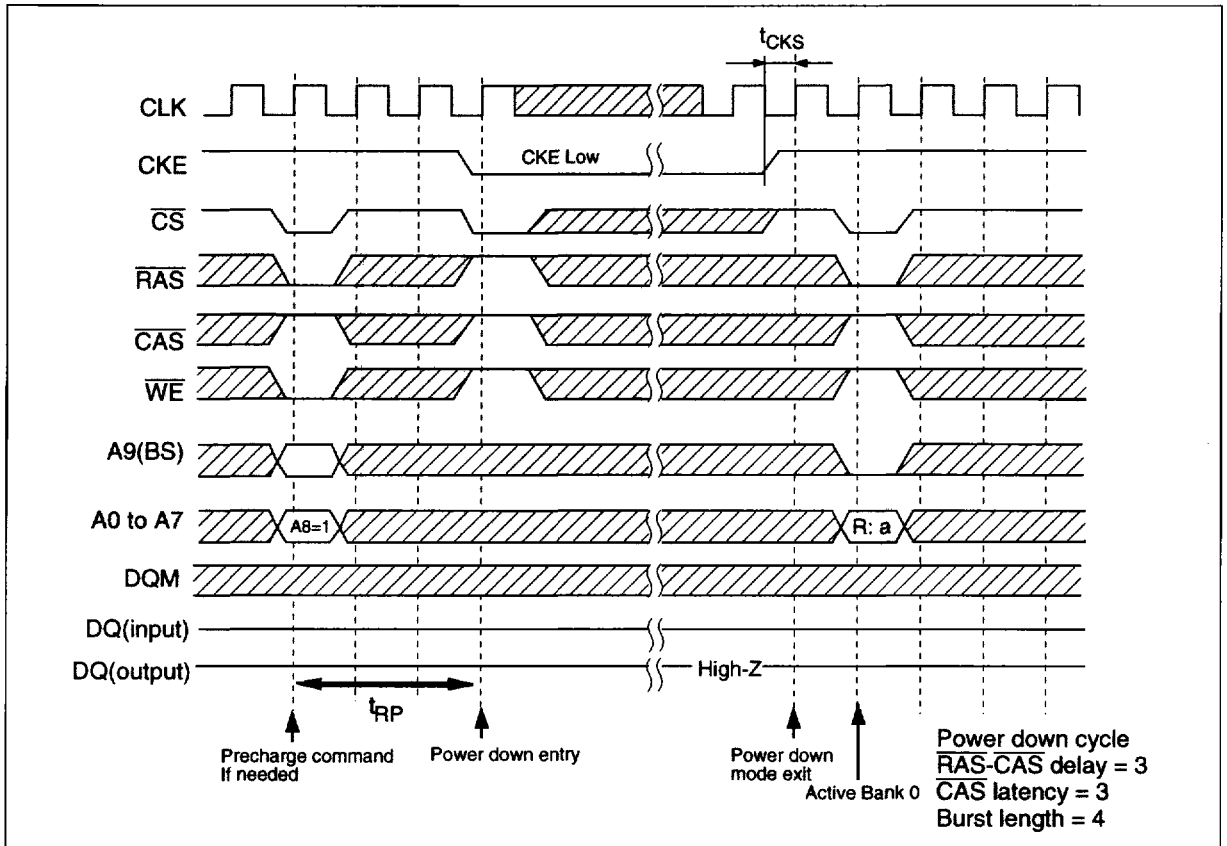 tCKS
CLK
CKE
CKE Low
CS
RAS
CAS
WE
A9(BS)
A0 to A7
A8=1
R: a
DQM
DQ(input)
DQ(output)
High-Z
tRP
Precharge command
If needed
Power down entry
Power down
mode exit
Active Bank 0
Power down cycle
RAS-CAS delay = 3
CAS latency = 3
Burst length = 4